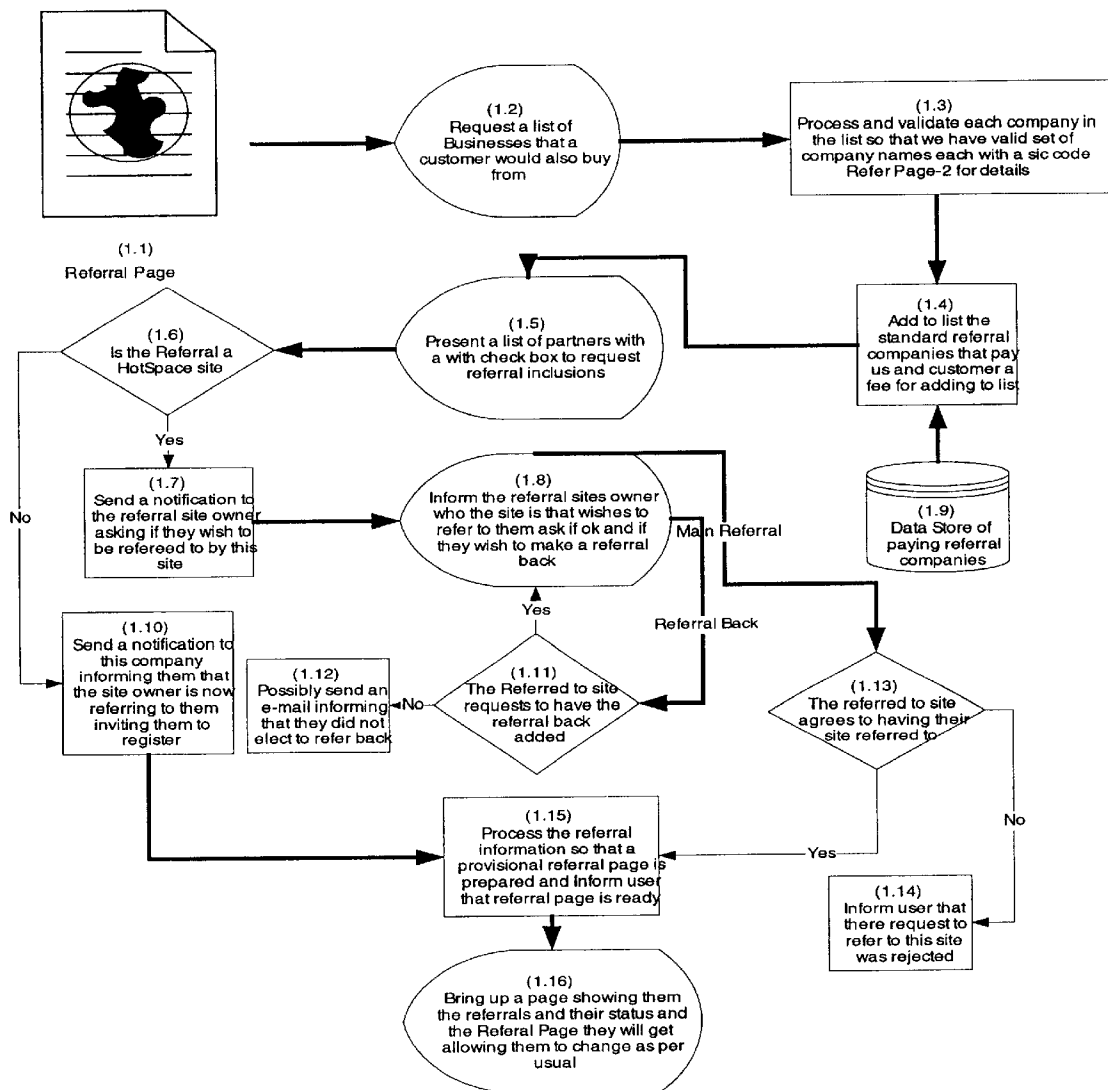 (1.2)
Request a list of
Businesses that a
customer would also buy
from
(1.3)
Process and validate each company in
the list so that we have valid set of
company names each with a sic code
Refer Page-2 for details
(1.1)
Referral Page
(1.6)
Is the Referral a
HotSpace site
(1.5)
Present a list of partners with
a with check box to request
referral inclusions
(1.4)
Add to list the
standard referral
companies that pay
us and customer a
fee for adding to list
Yes
No
(1.7)
Send a notification to
the referral site owner
asking if they wish to
be refereed to by this
site
(1.8)
Inform the referral sites owner
who the site is that wishes to
refer to them ask if ok and if
they wish to make a referral
back
Main Referral
(1.9)
Data Store of
paying referral
companies
Yes
Referral Back
(1.10)
Send a notification to
this company
informing them that
the site owner is now
referring to them
inviting them to
register
(1.12)
Possibly send an
e-mail informing
that they did not
elect to refer back
No
(1.11)
The Referred to site
requests to have the
referral back
added
(1.13)
The referred to site
agrees to having their
site referred to
No
Yes
(1.15)
Process the referral
information so that a
provisional referral page is
prepared and Inform user
that referral page is ready
(1.14)
Inform user that
there request to
refer to this site
was rejected
(1.16)
Bring up a page showing them
the referrals and their status and
the Referal Page they will get
allowing them to change as per
usual